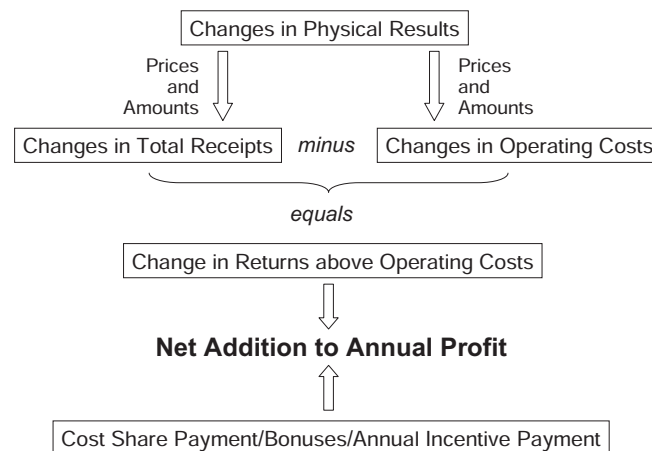 Changes in Physical Results
Prices
and
Amounts
Prices
and
Amounts
Changes in Total Receipts
minus
Changes in Operating Costs
equals
Change in Returns above Operating Costs
Net Addition to Annual Profit
Cost Share Payment/Bonuses/Annual Incentive Payment